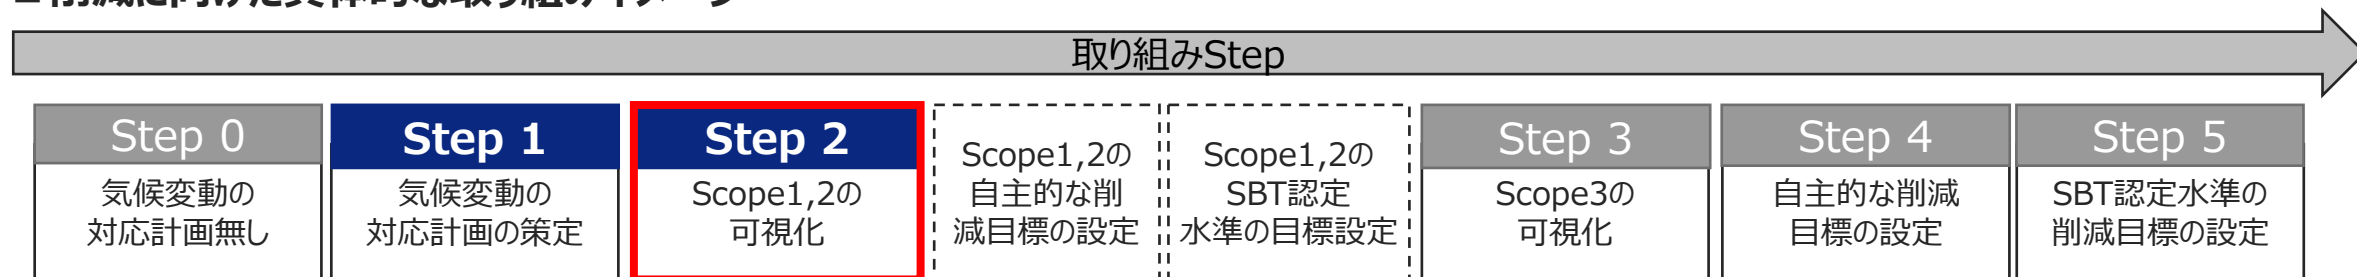 取り組みStep
Step 0
気候変動の
対応計画無し
Step 1
気候変動の
対応計画の策定
Step 2
Scope1,2の
可視化
Scope1,2の
自主的な削
減目標の設定
Scope1,2の
SBT認定
水準の目標設定
Step 3
Scope3の
可視化
Step 4
自主的な削減
目標の設定
Step 5
SBT認定水準の
削減目標の設定